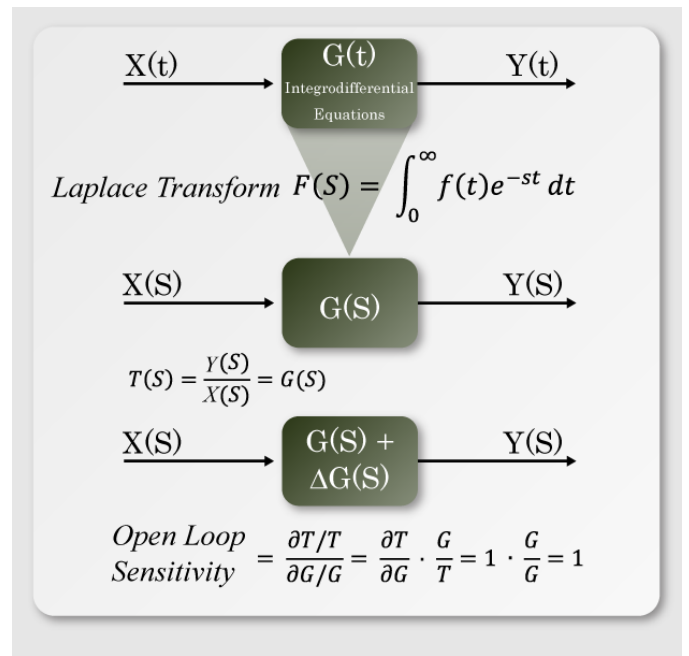 X(t) G(t) Y(t)
Integrodifferential
Equations
Laplace Transform F(S) = ∫₀^∞ f(t)e^{-st} dt
X(S) G(S) Y(S)
T(S) = Y(S)/X(S) = G(S)
X(S) G(S) + Y(S)
ΔG(S)
Open Loop
Sensitivity = ∂T/T / ∂G/G = ∂T/∂G · G/T = 1 · G/G = 1